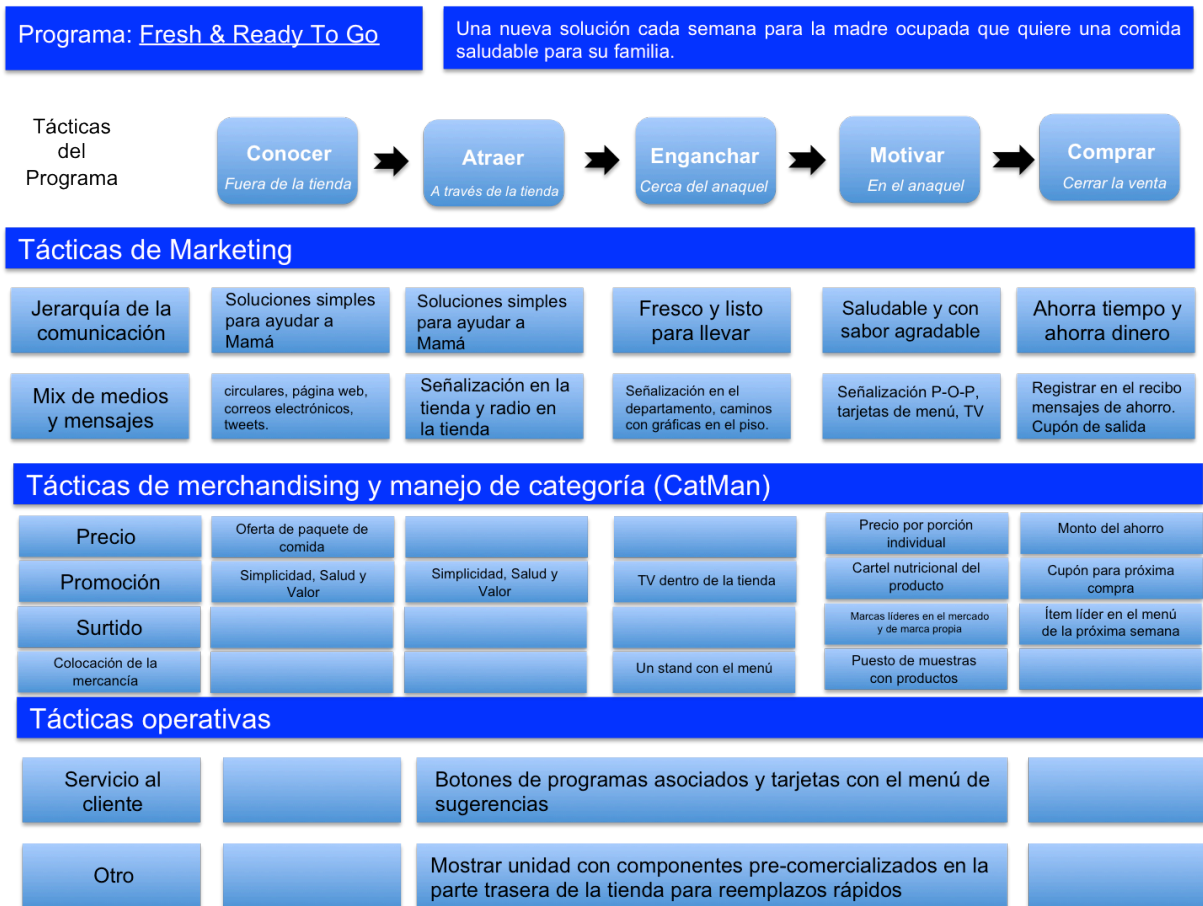 Programa: Fresh & Ready To Go
Una nueva solución cada semana para la madre ocupada que quiere una comida
saludable para su familia.
Tácticas
del
Programa
Conocer
Fuera de la tienda
Atraer
A través de la tienda
Enganchar
Cerca del anaquel
Motivar
En el anaquel
Comprar
Cerrar la venta
Tácticas de Marketing
Jerarquía de la
comunicación
Soluciones simples
para ayudar a
Mamá
Soluciones simples
para ayudar a
Mamá
Fresco y listo
para llevar
Saludable y con
sabor agradable
Ahorra tiempo y
ahorra dinero
Mix de medios
y mensajes
circulares, página web,
correos electrónicos,
tweets.
Señalización en la
tienda y radio en
la tienda
Señalización en el
departamento, caminos
con gráficas en el piso.
Señalización P-O-P,
tarjetas de menú, TV
Registrar en el recibo
mensajes de ahorro.
Cupón de salida
Tácticas de merchandising y manejo de categoría (CatMan)
Precio
Oferta de paquete de
comida
Precio por porción
individual
Monto del ahorro
Promoción
Simplicidad, Salud y
Valor
Simplicidad, Salud y
Valor
TV dentro de la tienda
Cartel nutricional del
producto
Cupón para próxima
compra
Surtido
Marcas líderes en el mercado
y de marca propia
Ítem líder en el menú
de la próxima semana
Colocación de la
mercancía
Un stand con el menú
Puesto de muestras
con productos
Tácticas operativas
Servicio al
cliente
Botones de programas asociados y tarjetas con el menú de
sugerencias
Otro
Mostrar unidad con componentes pre-comercializados en la
parte trasera de la tienda para reemplazos rápidos